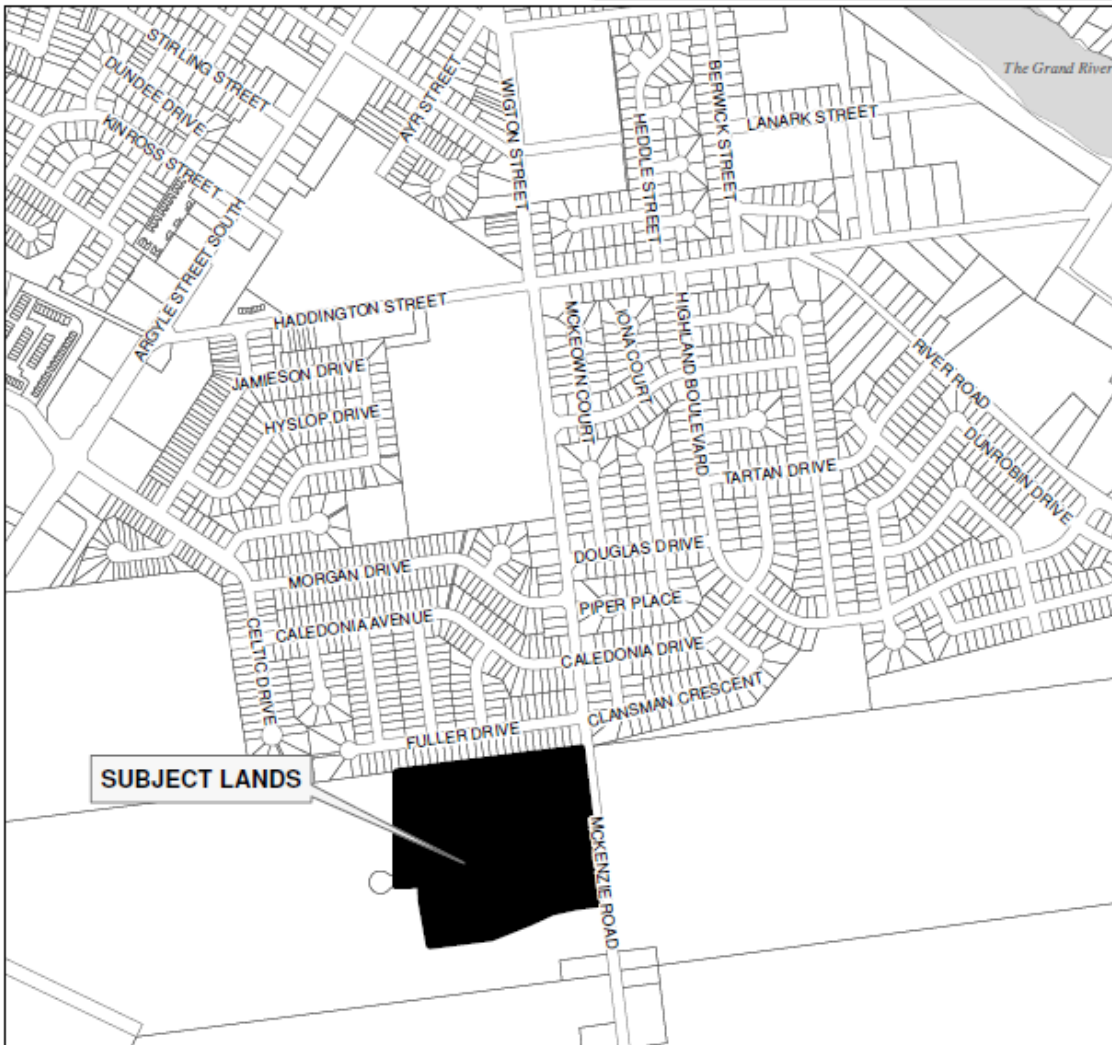 STIRLING STREET
DUNDEE DRIVE
KINROSS STREET
AYR STREET
WIGTON STREET
HEDDLE STREET
BERWICK STREET
LANARK STREET
The Grand River
ARGYLE STREET SOUTH
HADDINGTON STREET
JAMIESON DRIVE
HYSLOP DRIVE
MCKEOWN COURT
IONA COURT
HIGHLAND BOULEVARD
RIVER ROAD
TARTAN DRIVE
DUNROBIN DRIVE
MORGAN DRIVE
DOUGLAS DRIVE
CALEDONIA AVENUE
PIPER PLACE
CELTIC DRIVE
CALEDONIA DRIVE
CLANSMAN CRESCENT
FULLER DRIVE
SUBJECT LANDS
MCKENZIE ROAD